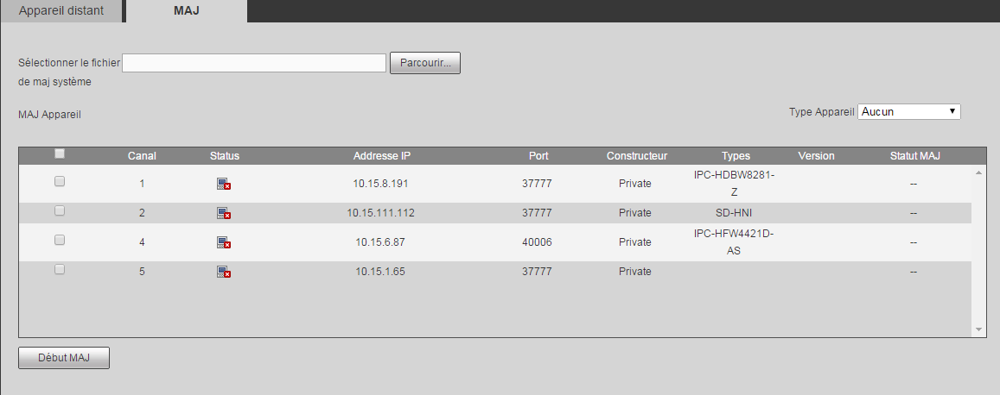 Appareil distant MAJ
Sélectionner le fichier Parcourir...
de maj système
MAJ Appareil Type Appareil Aucun
Canal Status Addresse IP Port Constructeur Types Version Statut MAJ
1 10.15.8.191 37777 Private IPC-HDBW8281-
Z --
2 10.15.111.112 37777 Private SD-HNI --
4 10.15.6.87 40006 Private IPC-HFW4421D-
AS --
5 10.15.1.65 37777 Private --
Début MAJ